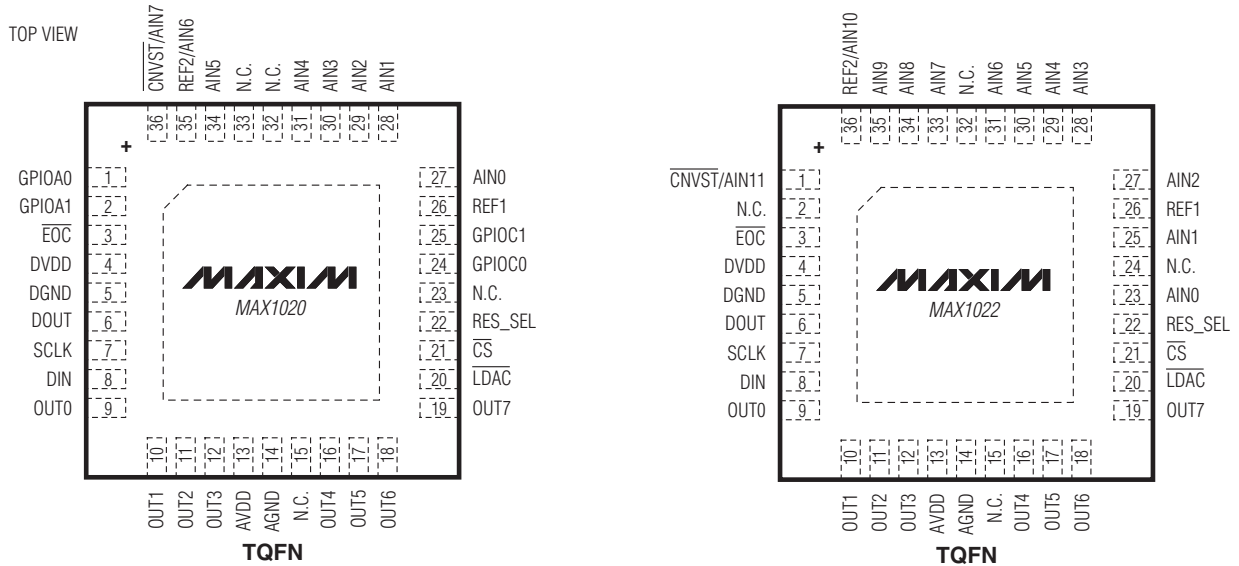 TOP VIEW
CNVST/AIN7
REF2/AIN6
AIN5
N.C.
N.C.
AIN4
AIN3
AIN2
AIN1
36
35
34
33
32
31
30
29
28
+
GPIOA0 1
GPIOA1 2
EOC 3
DVDD 4
DGND 5
DOUT 6
SCLK 7
DIN 8
OUT0 9
27 AIN0
26 REF1
25 GPIOC1
24 GPIOC0
23 N.C.
22 RES_SEL
21 CS
20 LDAC
19 OUT7
MAXIM
MAX1020
10
11
12
13
14
15
16
17
18
OUT1
OUT2
OUT3
AVDD
AGND
N.C.
OUT4
OUT5
OUT6
TQFN
REF2/AIN10
AIN9
AIN8
AIN7
N.C.
AIN6
AIN5
AIN4
AIN3
36
35
34
33
32
31
30
29
28
+
CNVST/AIN11 1
N.C. 2
EOC 3
DVDD 4
DGND 5
DOUT 6
SCLK 7
DIN 8
OUT0 9
27 AIN2
26 REF1
25 AIN1
24 N.C.
23 AIN0
22 RES_SEL
21 CS
20 LDAC
19 OUT7
MAXIM
MAX1022
10
11
12
13
14
15
16
17
18
OUT1
OUT2
OUT3
AVDD
AGND
N.C.
OUT4
OUT5
OUT6
TQFN